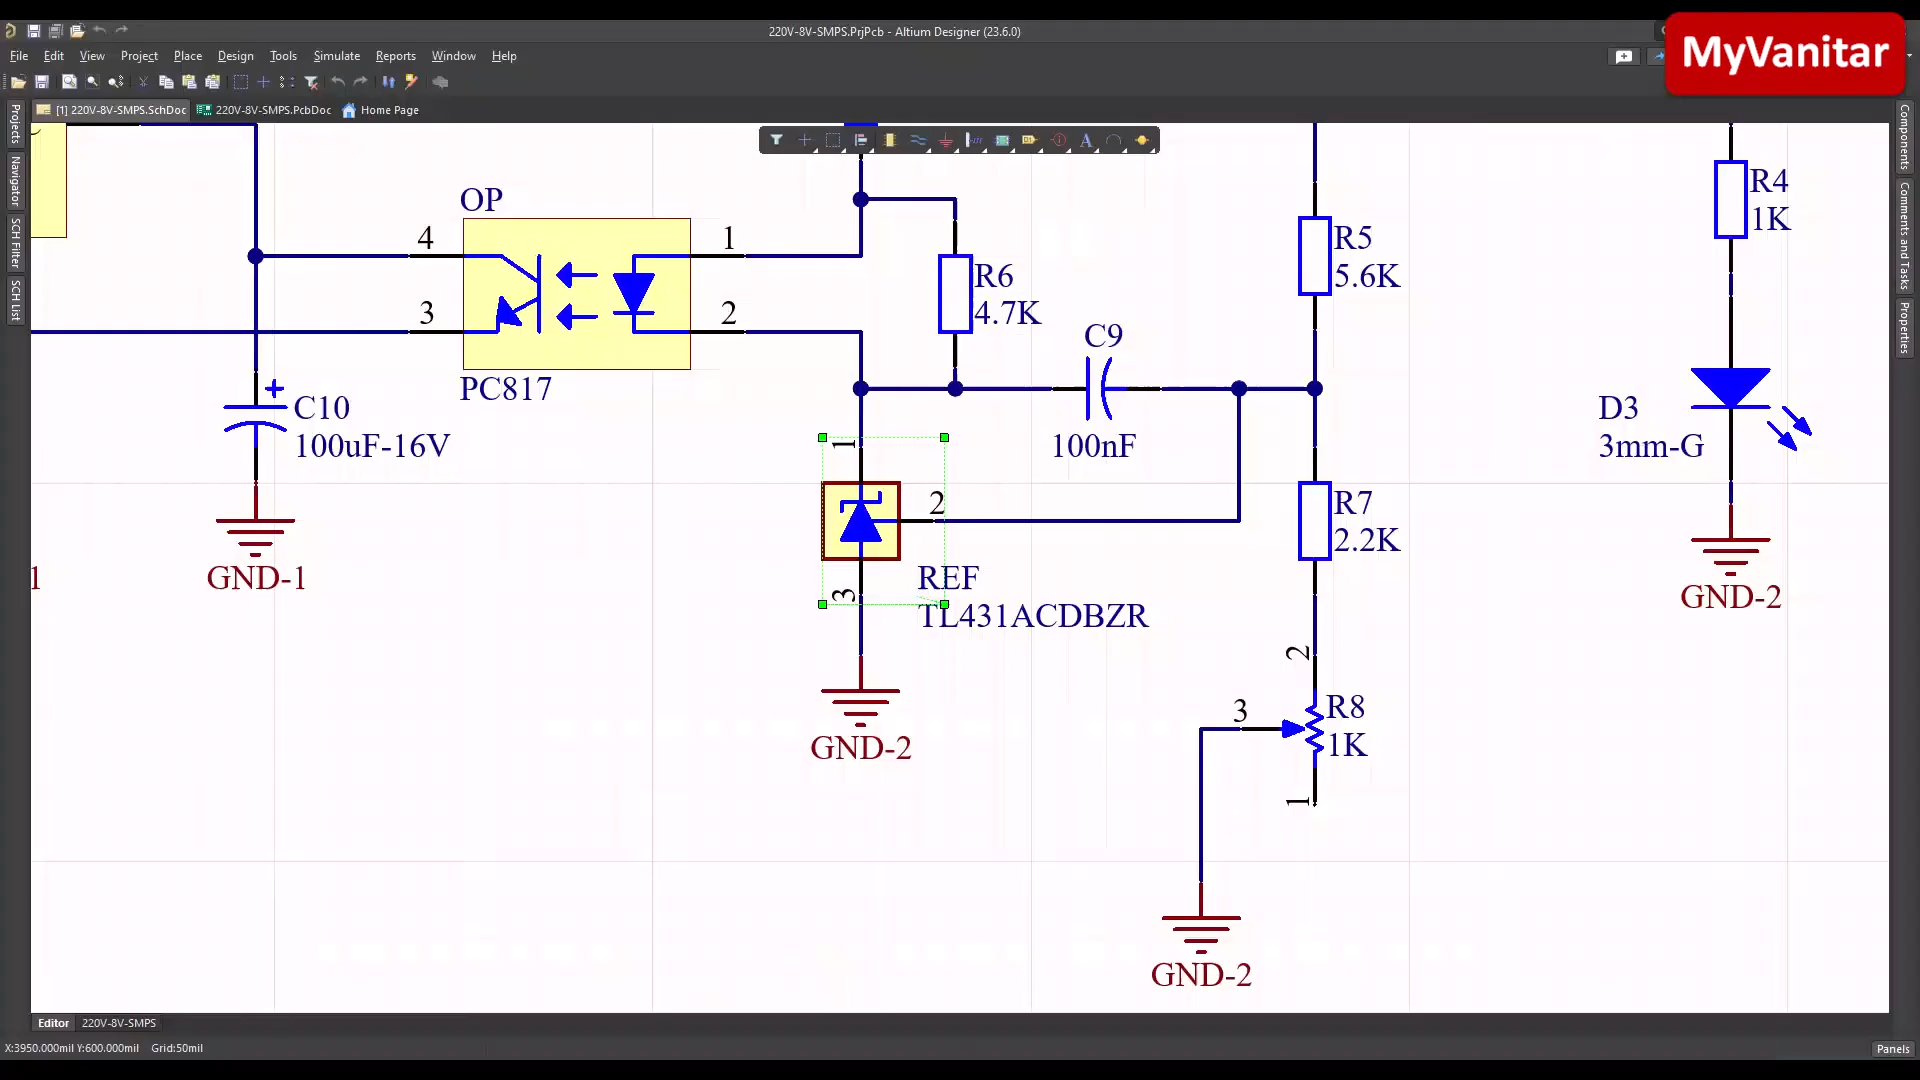 220V-8V-SMPS.PrjPcb - Altium Designer (23.6.0)
MyVanitar
File Edit View Project Place Design Tools Simulate Reports Window Help
[1] 220V-8V-SMPS.SchDoc 220V-8V-SMPS.PcbDoc Home Page
Projects
Navigator
SCH Filter
SCH List
Components
Comments and Tasks
Properties
OP
4
3
1
2
PC817
C10
100uF-16V
GND-1
1
R6
4.7K
C9
100nF
R5
5.6K
R4
1K
D3
3mm-G
GND-2
1
2
3
REF
TL431ACDBZR
GND-2
R7
2.2K
2
3
R8
1K
1
GND-2
Editor 220V-8V-SMPS
X:3950.000mil Y:600.000mil Grid:50mil
Panels